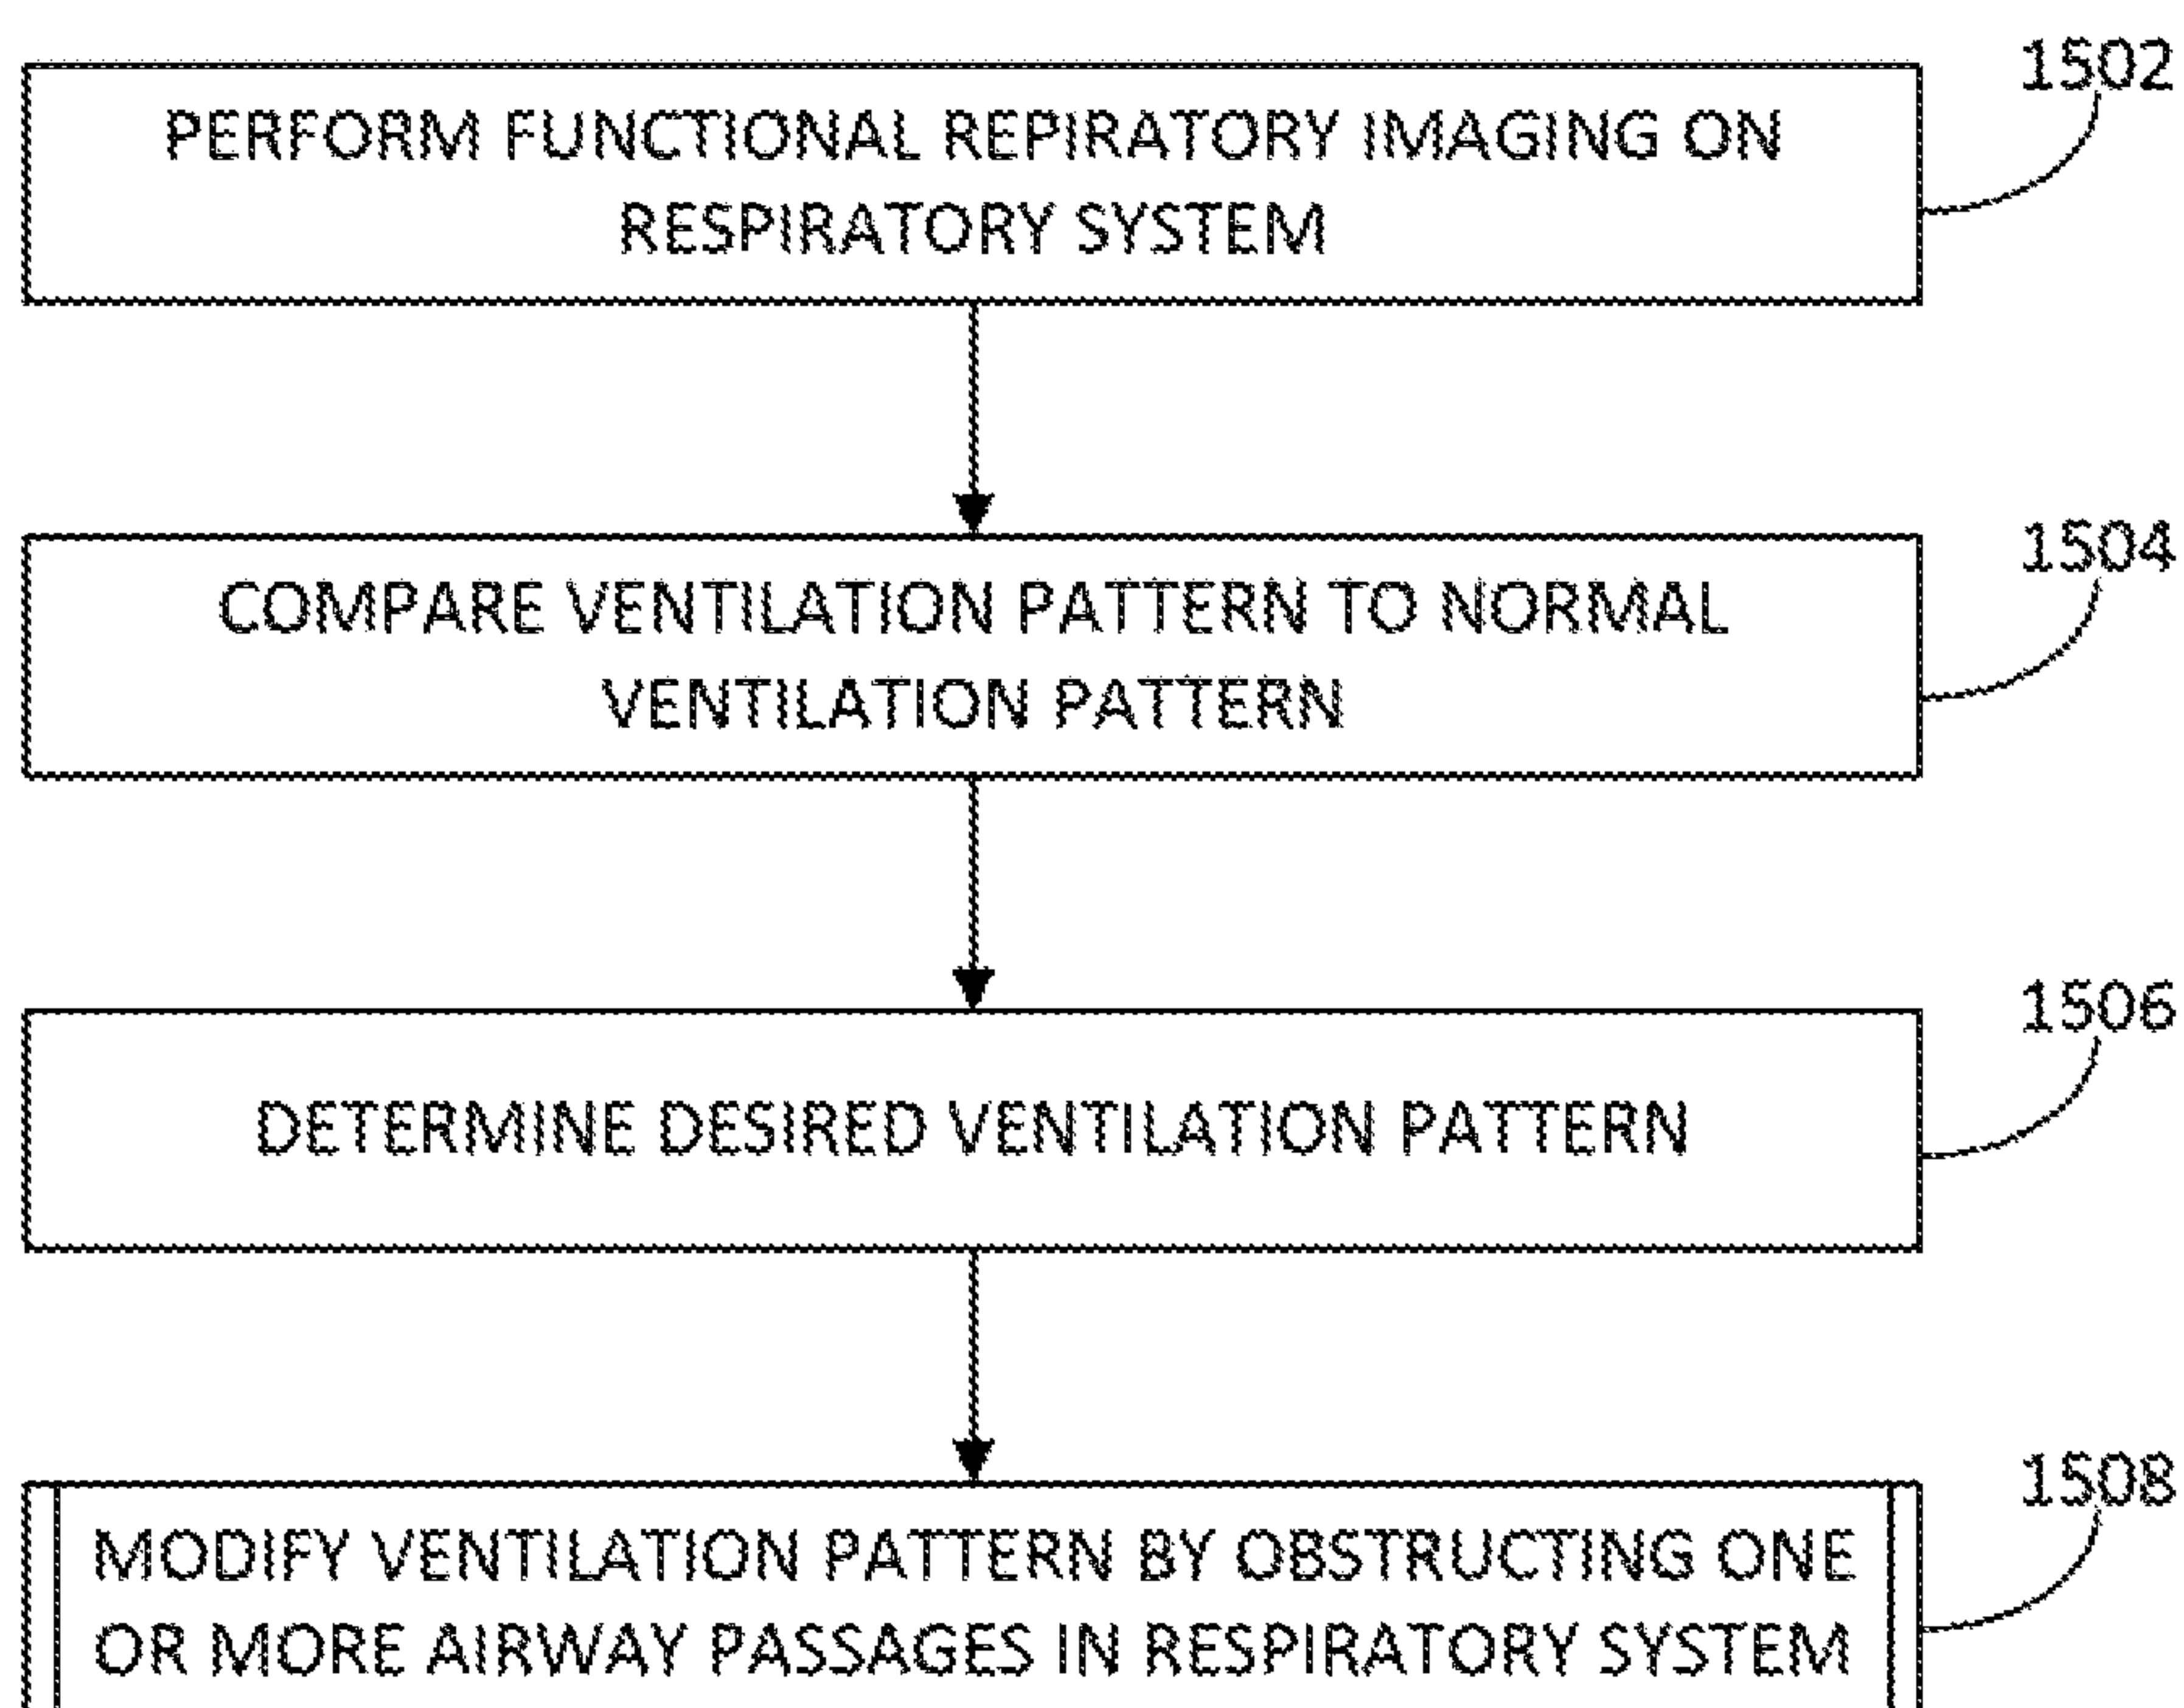 1502
PERFORM FUNCTIONAL REPIRATORY IMAGING ON
RESPIRATORY SYSTEM
1504
COMPARE VENTILATION PATTERN TO NORMAL
VENTILATION PATTERN
1506
DETERMINE DESIRED VENTILATION PATTERN
1508
MODIFY VENTILATION PATTERN BY OBSTRUCTING ONE
OR MORE AIRWAY PASSAGES IN RESPIRATORY SYSTEM